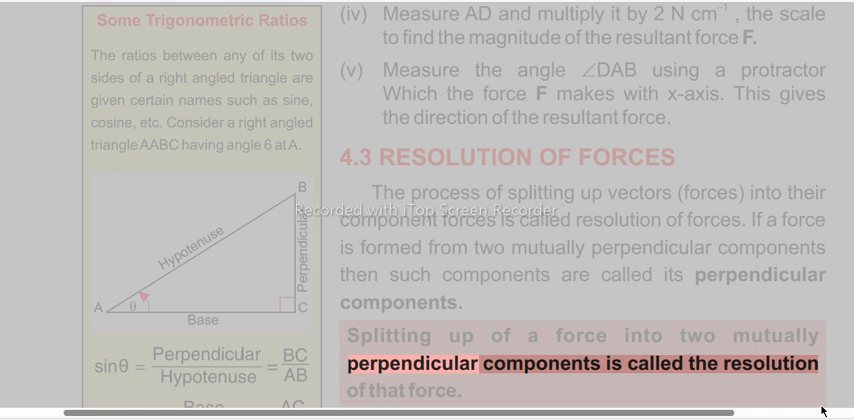 Some Trigonometric Ratios
The ratios between any of its two
sides of a right angled triangle are
given certain names such as sine,
cosine, etc. Consider a right angled
triangle AABC having angle 6 at A.
B
Hypotenuse
Perpendicular
A
θ
C
Base
sinθ = Perpendicular / Hypotenuse = BC / AB
Base AC
(iv) Measure AD and multiply it by 2 N cm⁻¹ , the scale
to find the magnitude of the resultant force F.
(v) Measure the angle ∠DAB using a protractor
Which the force F makes with x-axis. This gives
the direction of the resultant force.
4.3 RESOLUTION OF FORCES
The process of splitting up vectors (forces) into their
Recorded with iTop Screen Recorder
component forces is called resolution of forces. If a force
is formed from two mutually perpendicular components
then such components are called its perpendicular
components.
Splitting up of a force into two mutually
perpendicular components is called the resolution
of that force.